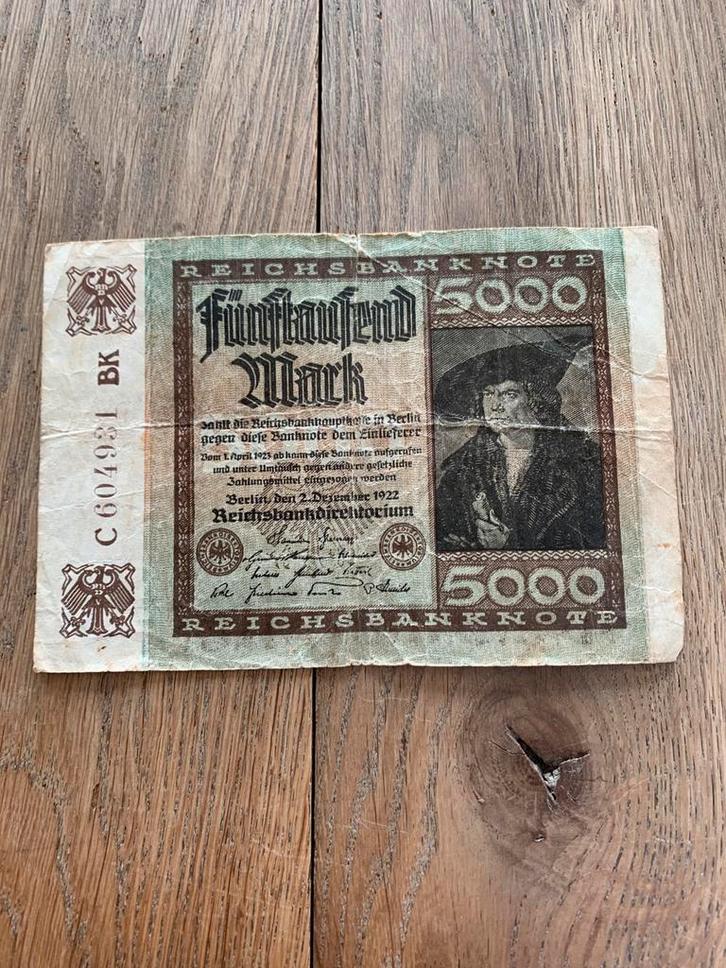 REICHSBANKNOTE
5000
Fünftausend
Mark
zahlt die Reichsbankhauptkasse in Berlin
gegen diese Banknote dem Einlieferer
Vom 1. April 1923 ab kann diese Banknote aufgerufen
und unter Umtausch gegen andere gesetzliche
Zahlungsmittel eingezogen werden
Berlin, den 2. Dezember 1922
Reichsbankdirektorium
5000
REICHSBANKNOTE
C 604931 BK